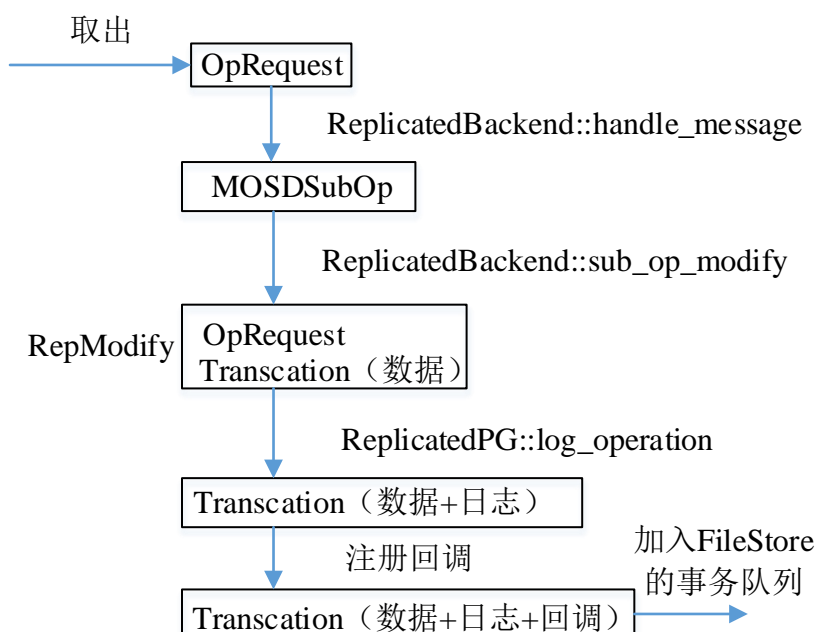 取出
OpRequest
ReplicatedBackend::handle_message
MOSDSubOp
ReplicatedBackend::sub_op_modify
RepModify
OpRequest
Transcation（数据）
ReplicatedPG::log_operation
Transcation（数据+日志）
注册回调
加入FileStore
的事务队列
Transcation（数据+日志+回调）